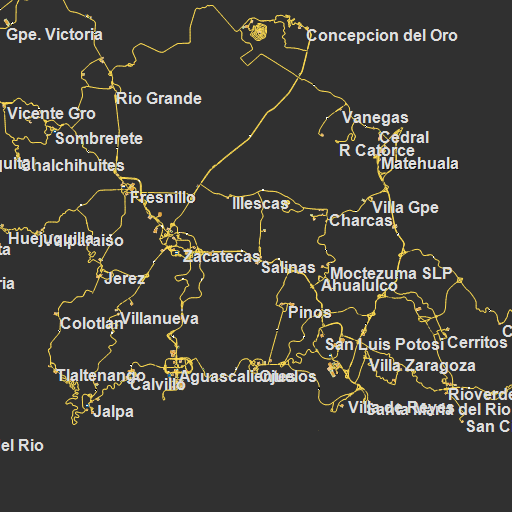 Gpe. Victoria
Concepcion del Oro
Rio Grande
Vicente Gro
Vanegas
Sombrerete
Cedral
R Catorce
Chalchihuites
Matehuala
Fresnillo
Illescas
Villa Gpe
Charcas
Huejuquilla
Valparaiso
Zacatecas
Salinas
Moctezuma SLP
Jerez
Ahualulco
Pinos
Colotlan
Villanueva
San Luis Potosi
Cerritos
Villa Zaragoza
Tlaltenango
Aguascalientes
Ojuelos
Calvillo
Rioverde
Villa de Reyes
Santa Maria del Rio
Jalpa
San C
el Rio